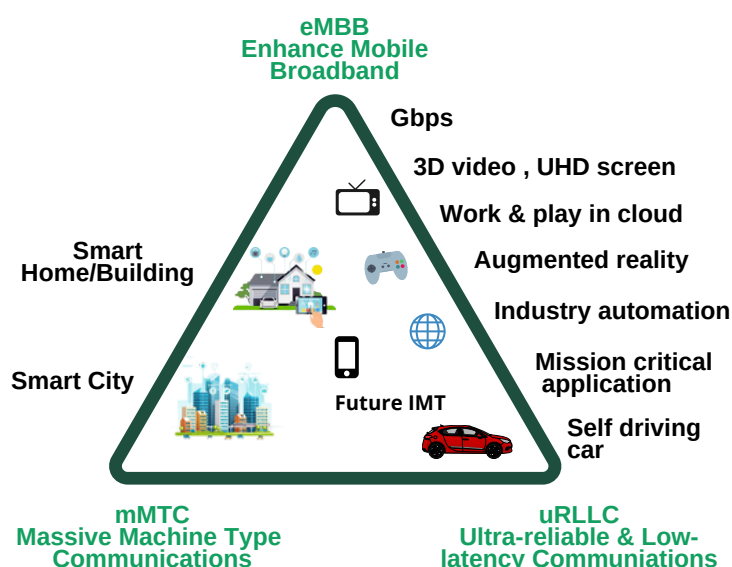 eMBB
Enhance Mobile
Broadband
Gbps
3D video , UHD screen
Work & play in cloud
Augmented reality
Industry automation
Mission critical
application
Self driving
car
Smart
Home/Building
Smart City
Future IMT
mMTC
Massive Machine Type
Communications
uRLLC
Ultra-reliable & Low-
latency Communiations